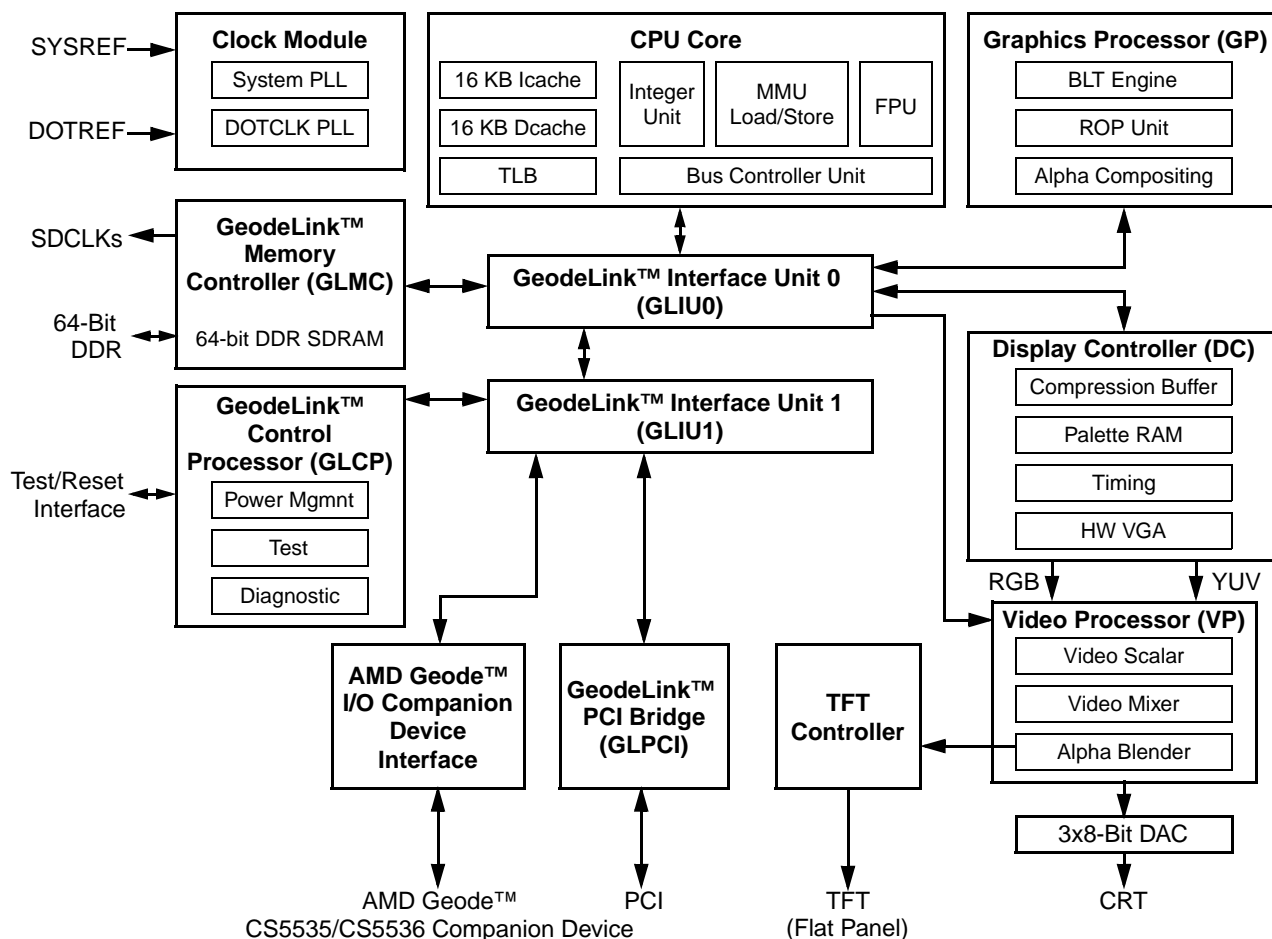 SYSREF
DOTREF
Clock Module
System PLL
DOTCLK PLL
CPU Core
16 KB Icache
16 KB Dcache
TLB
Integer
Unit
MMU
Load/Store
FPU
Bus Controller Unit
Graphics Processor (GP)
BLT Engine
ROP Unit
Alpha Compositing
SDCLKs
64-Bit
DDR
GeodeLink™
Memory
Controller (GLMC)
64-bit DDR SDRAM
GeodeLink™ Interface Unit 0
(GLIU0)
GeodeLink™ Interface Unit 1
(GLIU1)
Display Controller (DC)
Compression Buffer
Palette RAM
Timing
HW VGA
Test/Reset
Interface
GeodeLink™
Control
Processor (GLCP)
Power Mgmnt
Test
Diagnostic
RGB
YUV
AMD Geode™
I/O Companion
Device
Interface
GeodeLink™
PCI Bridge
(GLPCI)
TFT
Controller
Video Processor (VP)
Video Scalar
Video Mixer
Alpha Blender
3x8-Bit DAC
AMD Geode™
CS5535/CS5536 Companion Device
PCI
TFT
(Flat Panel)
CRT